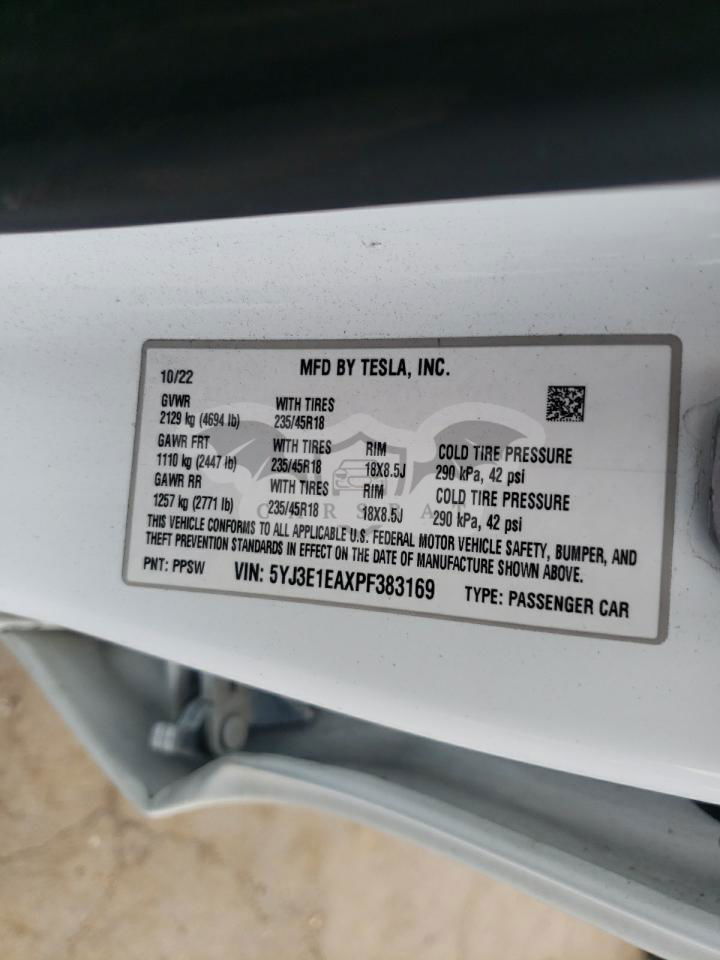 MFD BY TESLA, INC.
10/22
GVWR WITH TIRES
2129 kg (4694 lb) 235/45R18
GAWR FRT WITH TIRES RIM COLD TIRE PRESSURE
1110 kg (2447 lb) 235/45R18 18X8.5J 290 kPa, 42 psi
GAWR RR WITH TIRES RIM COLD TIRE PRESSURE
1257 kg (2771 lb) 235/45R18 18X8.5J 290 kPa, 42 psi
THIS VEHICLE CONFORMS TO ALL APPLICABLE U.S. FEDERAL MOTOR VEHICLE SAFETY, BUMPER, AND
THEFT PREVENTION STANDARDS IN EFFECT ON THE DATE OF MANUFACTURE SHOWN ABOVE.
PNT: PPSW VIN: 5YJ3E1EAXPF383169 TYPE: PASSENGER CAR